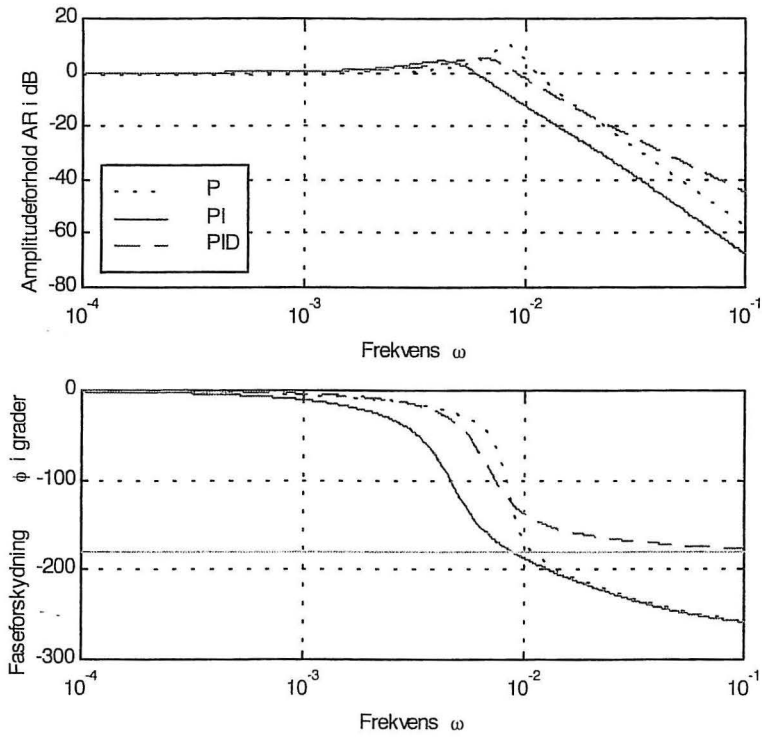 Amplitudeforhold AR i dB
20
0
-20
-40
-60
-80
P
PI
PID
10-4
10-3
10-2
10-1
Frekvens ω
Faseforskydning ϕ i grader
0
-100
-200
-300
10-4
10-3
10-2
10-1
Frekvens ω